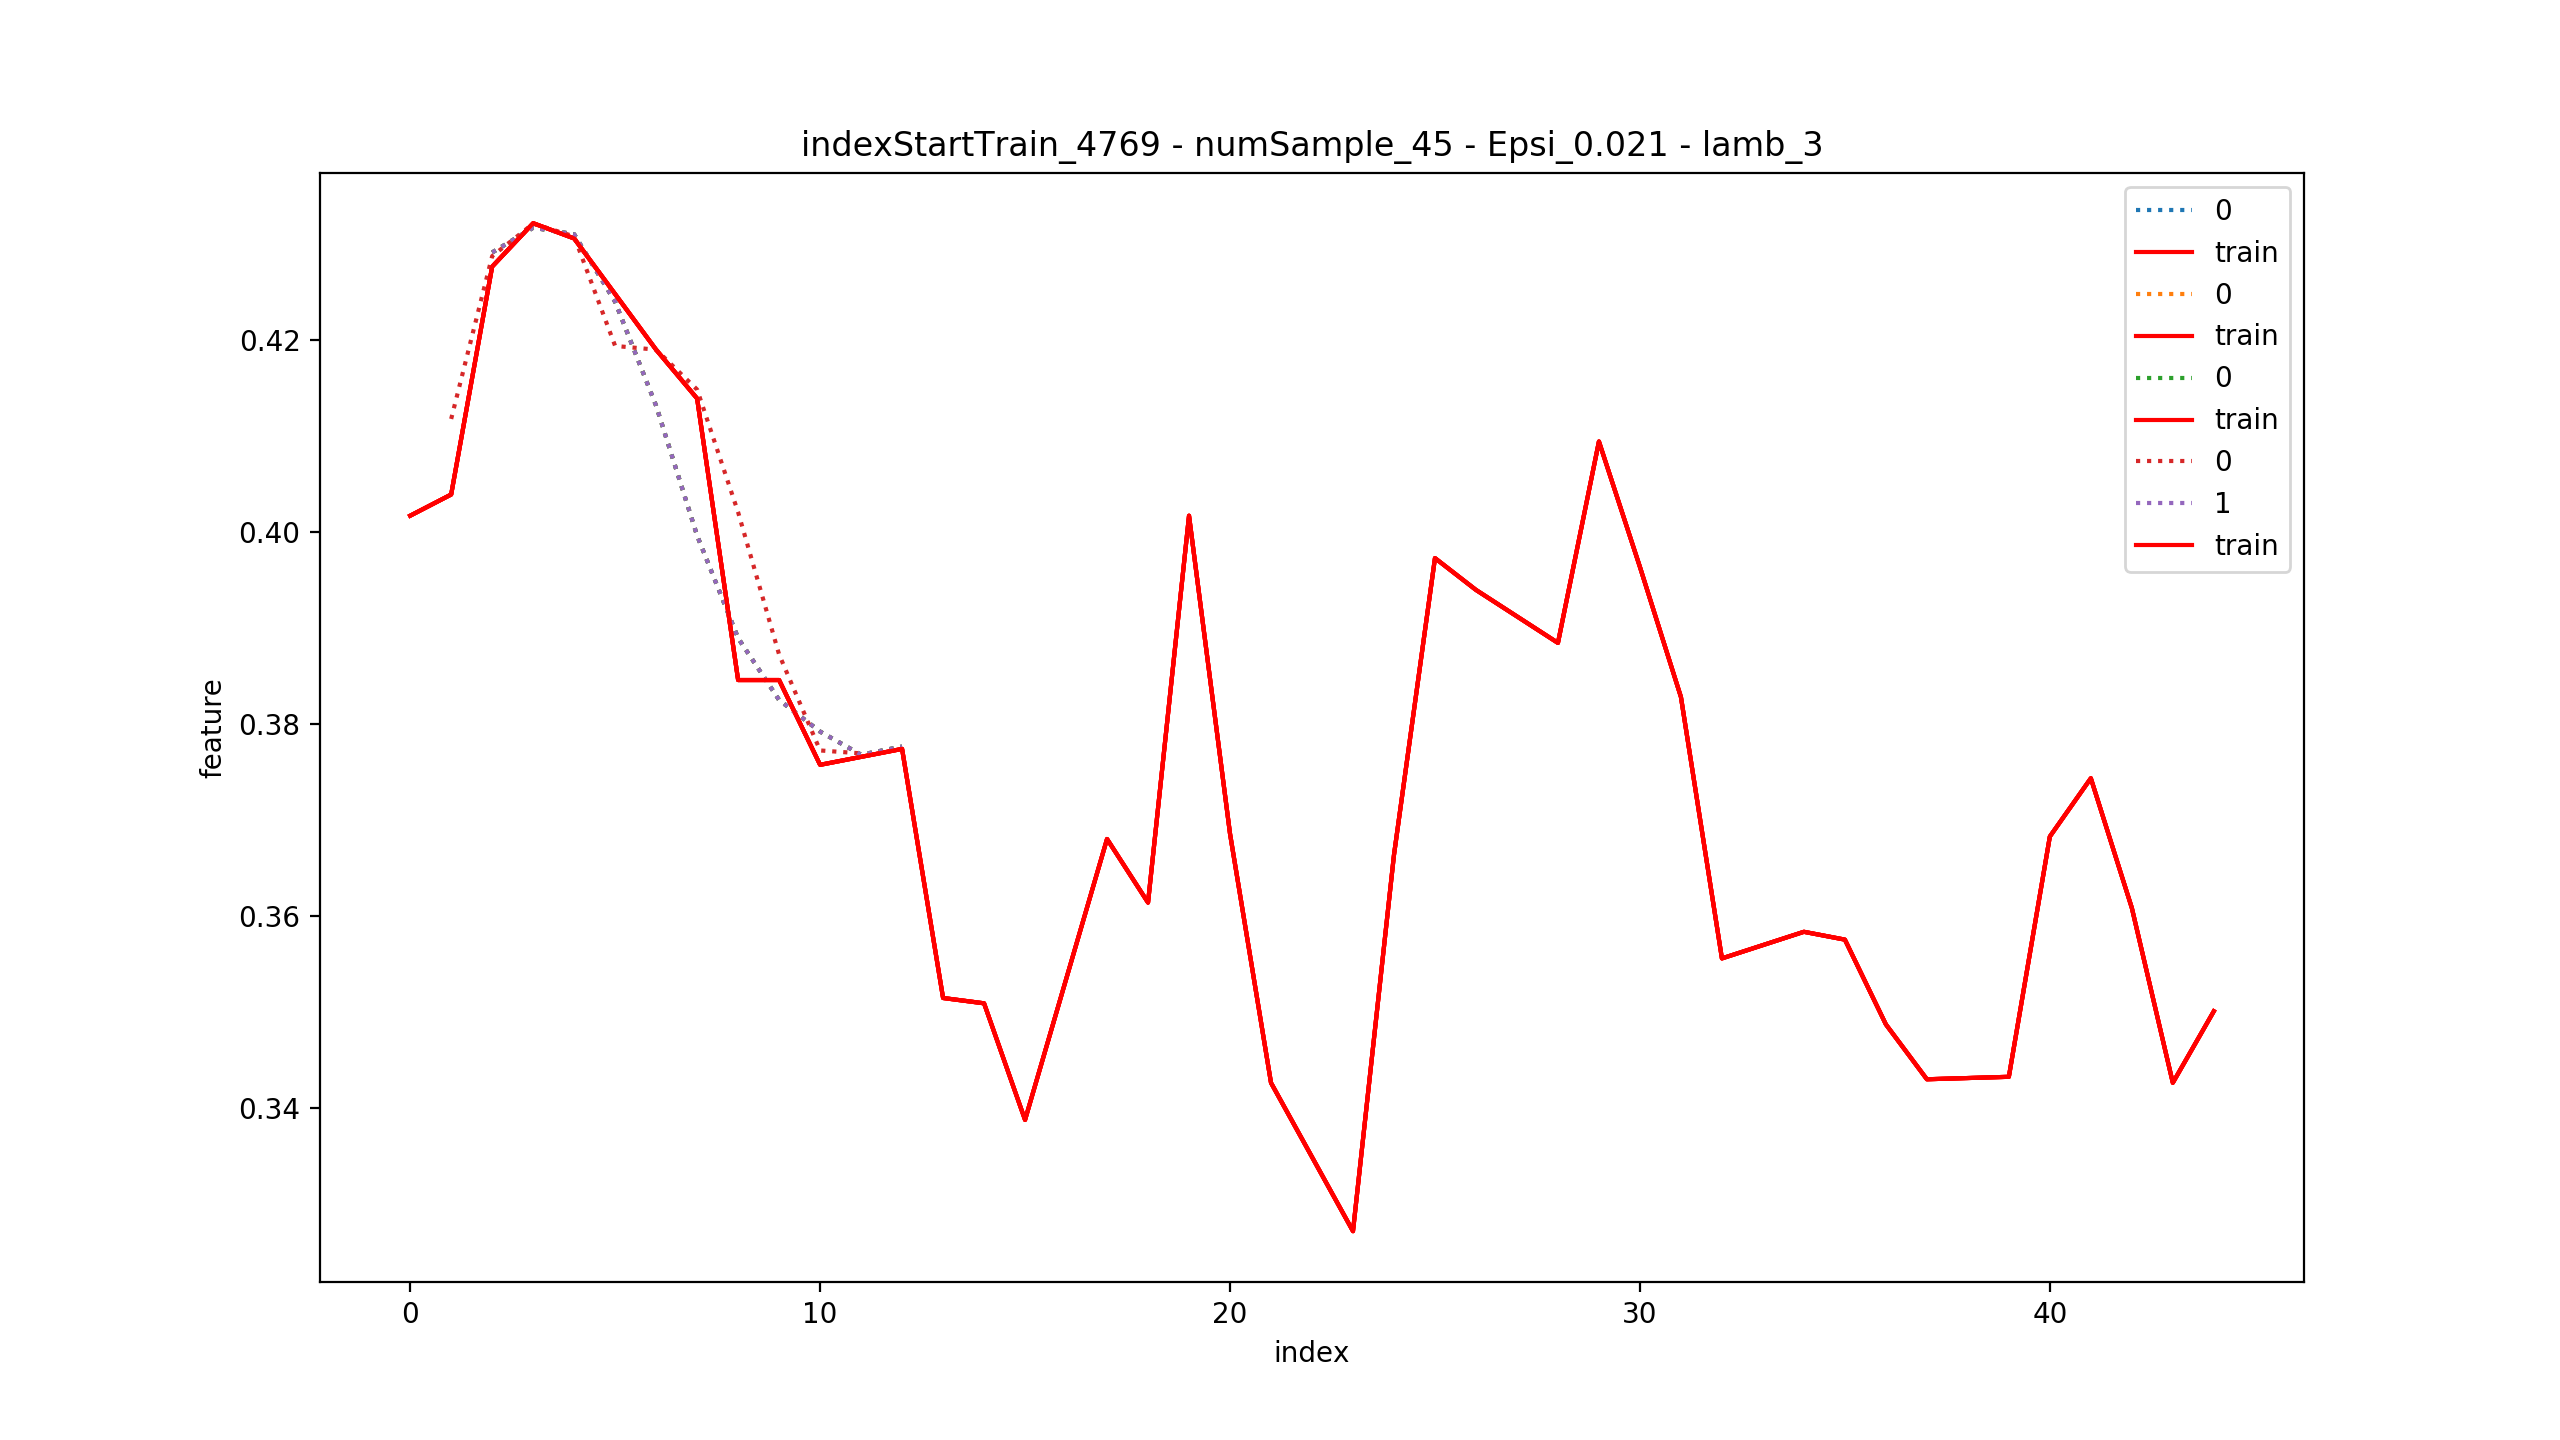 indexStartTrain_4769 - numSample_45 - Epsi_0.021 - lamb_3
0
train
0
train
0
train
0
1
train
0.42
0.40
0.38
0.36
0.34
feature
0 10 20 30 40
index